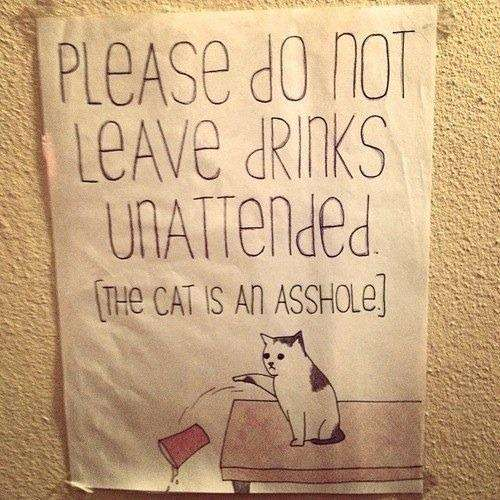 PLEASE dO NOT
LEAVE dRINKS
UNATTENDEd.
[THE CAT IS AN ASSHOLE.]